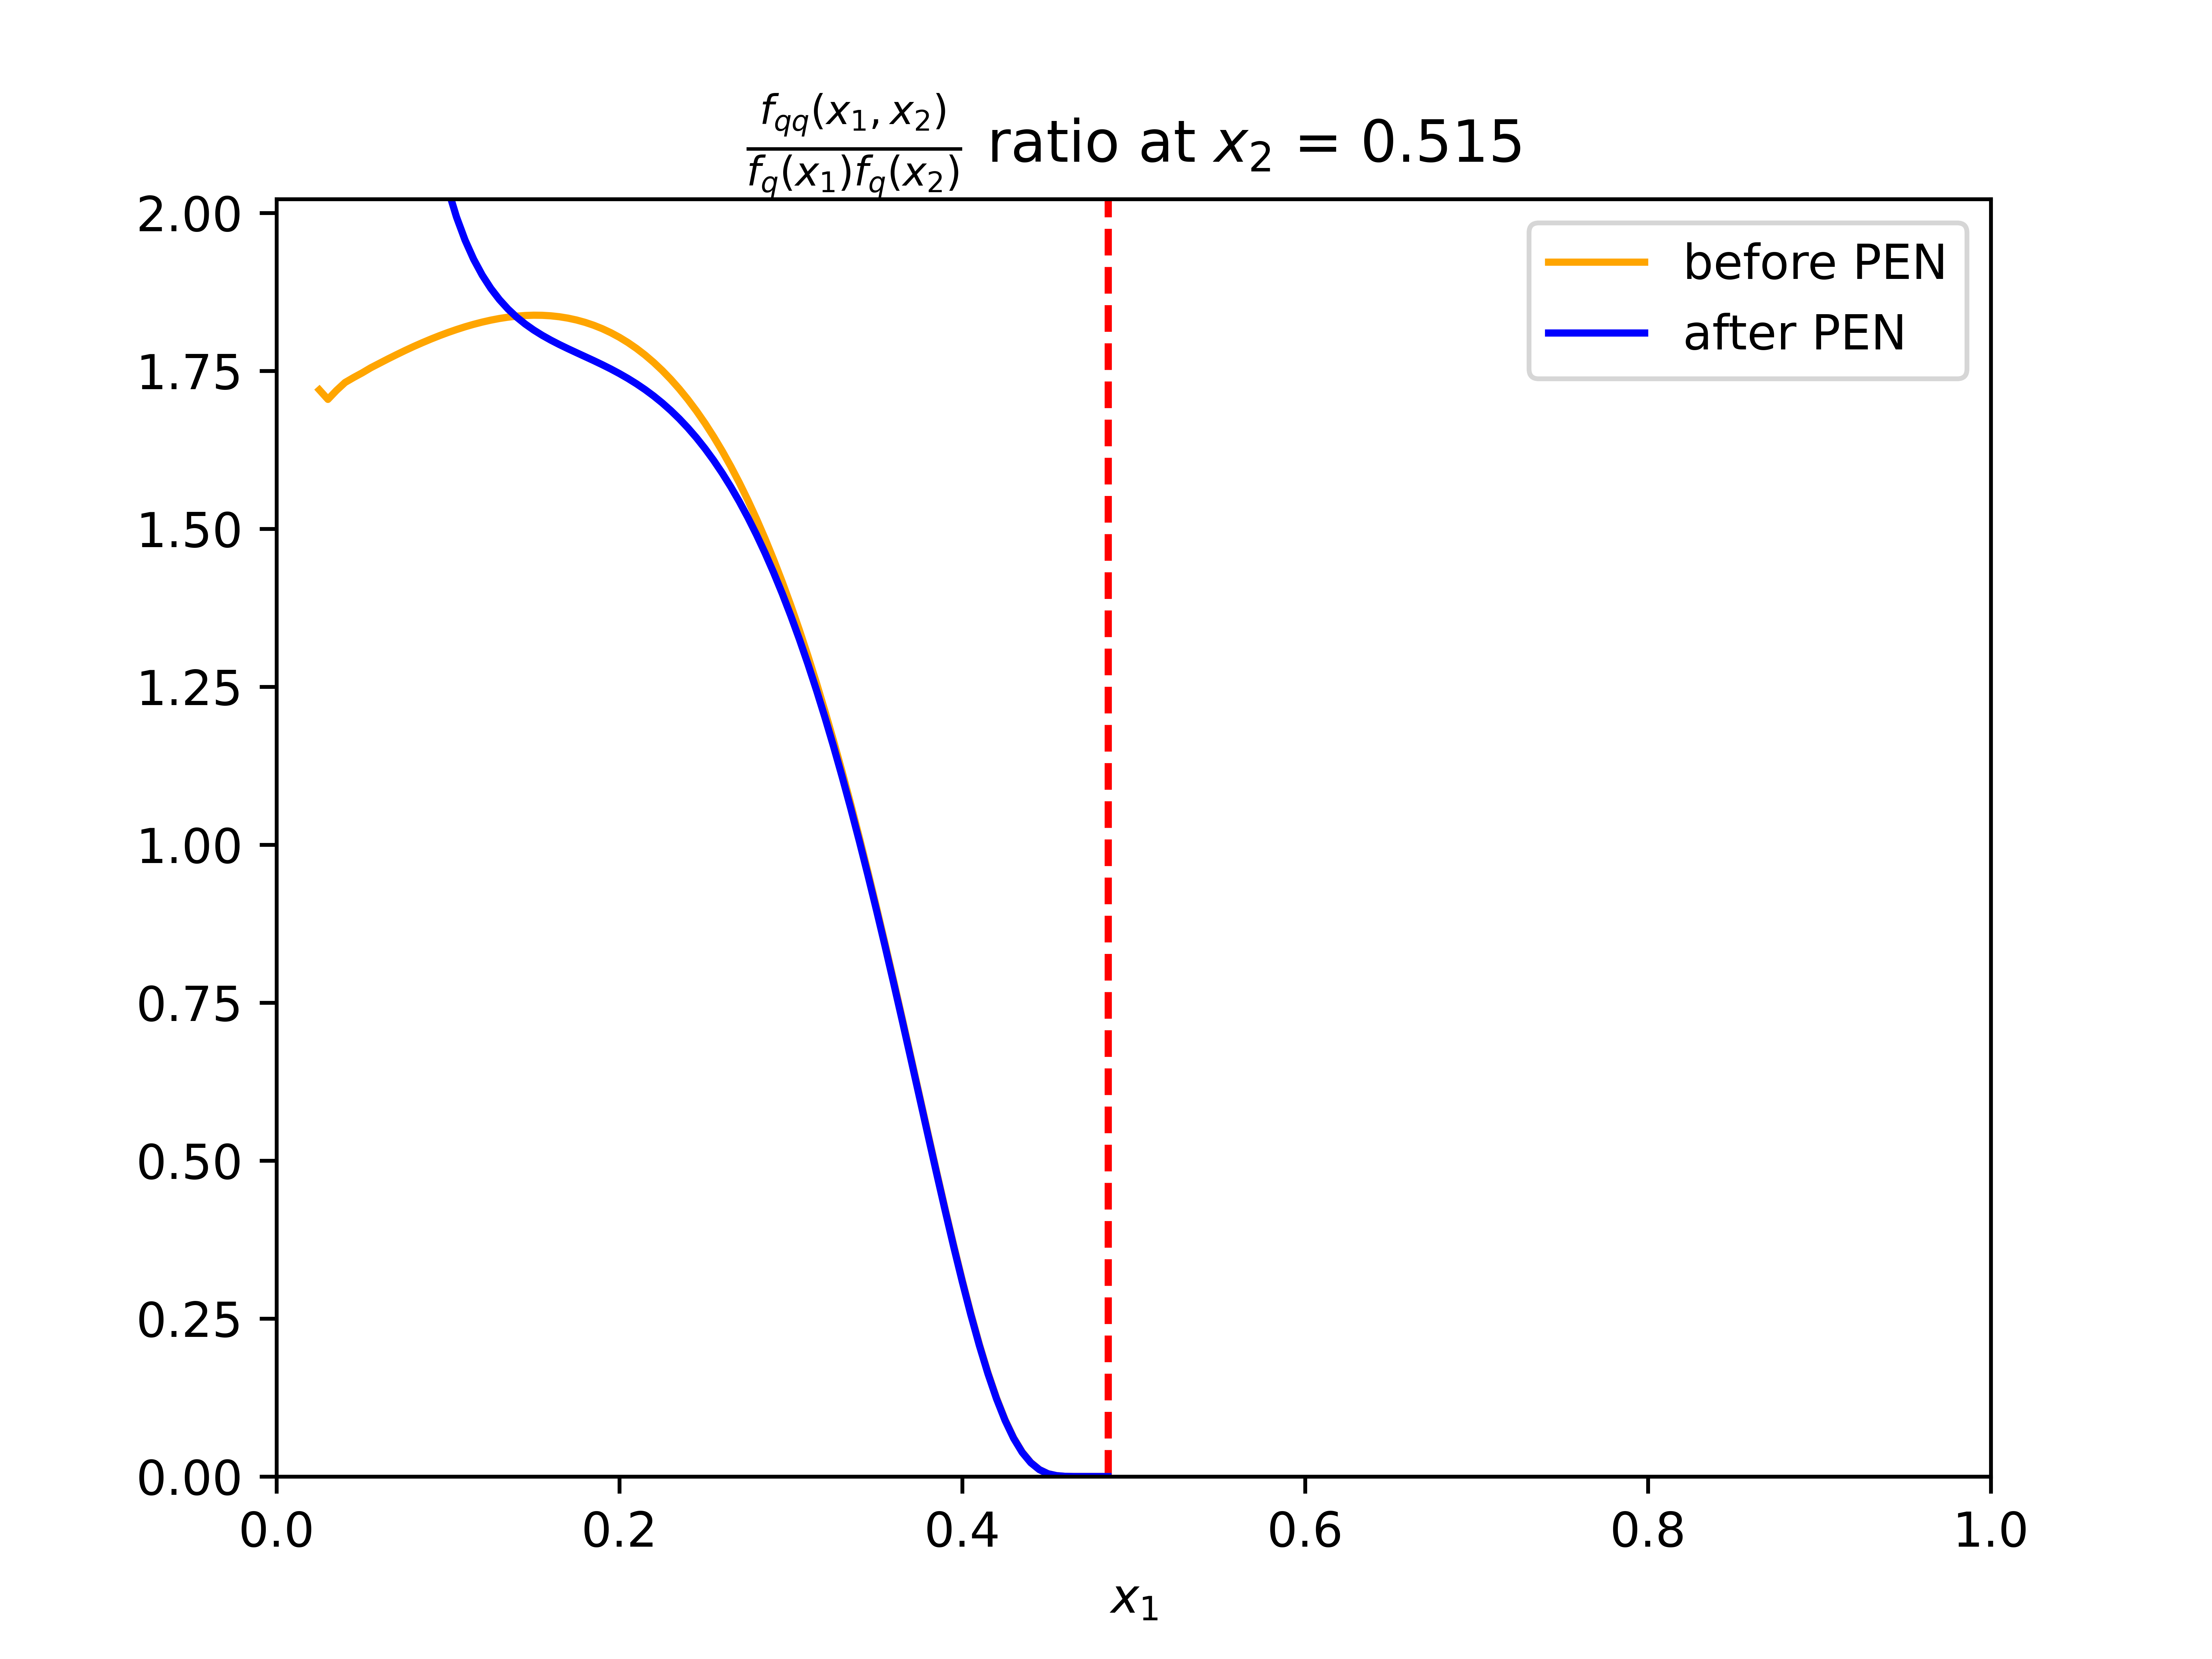 f_{qq}(x_1, x_2)
f_q(x_1)f_q(x_2)
ratio at x_2 = 0.515
before PEN
after PEN
2.00
1.75
1.50
1.25
1.00
0.75
0.50
0.25
0.00
0.0 0.2 0.4 0.6 0.8 1.0
x_1